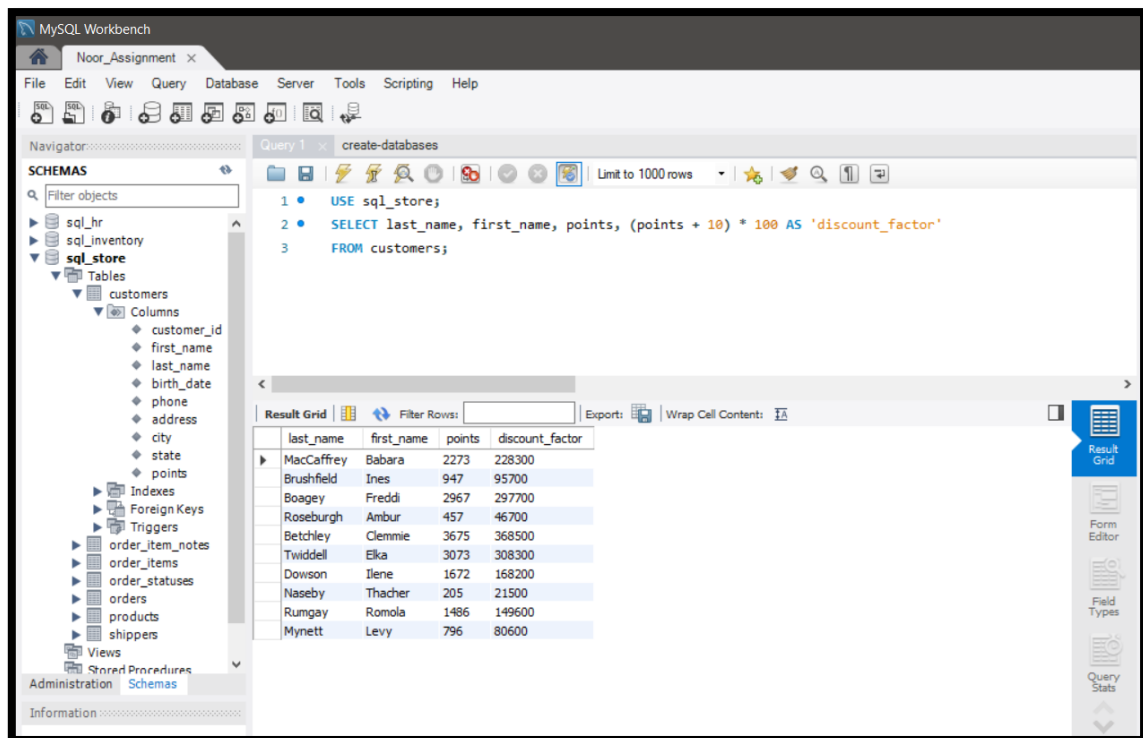 MySQL Workbench
Noor_Assignment ×
File Edit View Query Database Server Tools Scripting Help
Navigator
SCHEMAS
Filter objects
sql_hr
sql_inventory
sql_store
Tables
customers
Columns
customer_id
first_name
last_name
birth_date
phone
address
city
state
points
Indexes
Foreign Keys
Triggers
order_item_notes
order_items
order_statuses
orders
products
shippers
Views
Stored Procedures
Administration Schemas
Information
Query 1 × create-databases
Limit to 1000 rows
1 USE sql_store;
2 SELECT last_name, first_name, points, (points + 10) * 100 AS 'discount_factor'
3 FROM customers;
Result Grid Filter Rows: Export: Wrap Cell Content:
last_name first_name points discount_factor
MacCaffrey Babara 2273 228300
Brushfield Ines 947 95700
Boagey Freddi 2967 297700
Roseburgh Ambur 457 46700
Betchley Clemmie 3675 368500
Twiddell Elka 3073 308300
Dowson Ilene 1672 168200
Naseby Thacher 205 21500
Rumgay Romola 1486 149600
Mynett Levy 796 80600
Result
Grid
Form
Editor
Field
Types
Query
Stats